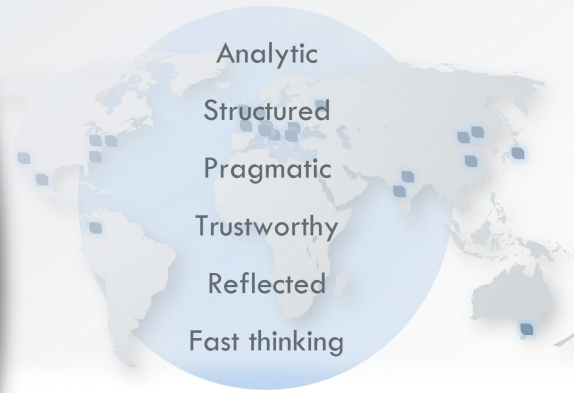 Analytic
Structured
Pragmatic
Trustworthy
Reflected
Fast thinking